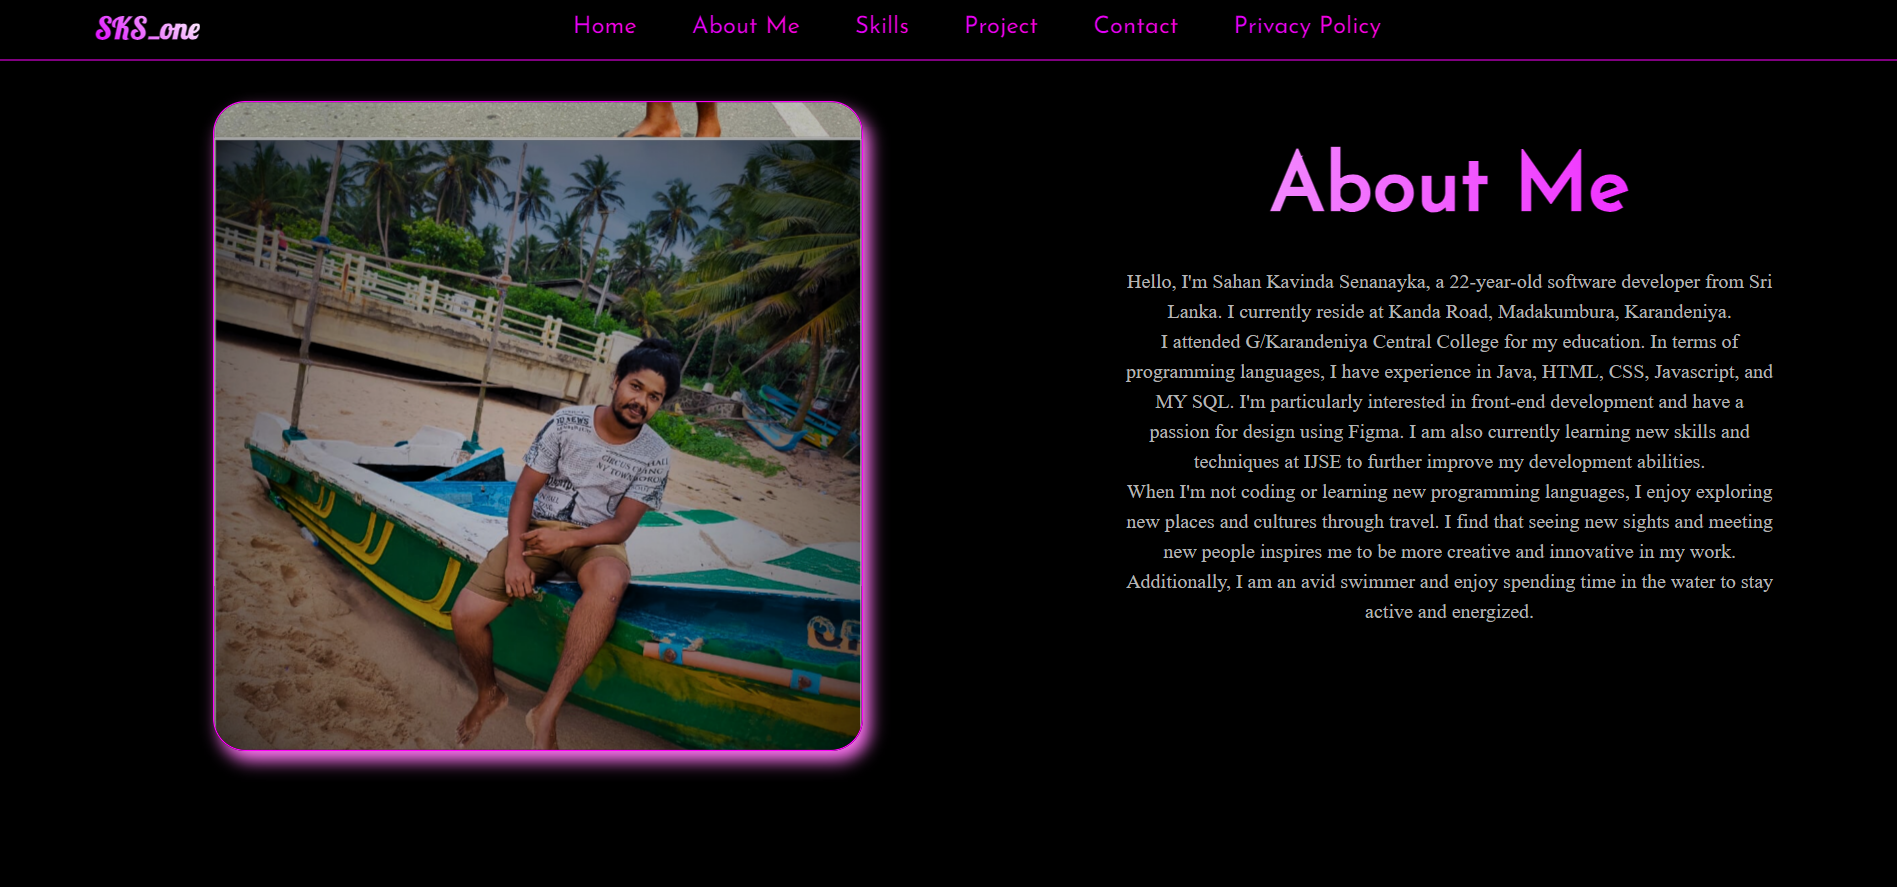 SKS_one
Home About Me Skills Project Contact Privacy Policy
About Me
Hello, I'm Sahan Kavinda Senanayka, a 22-year-old software developer from Sri
Lanka. I currently reside at Kanda Road, Madakumbura, Karandeniya.
I attended G/Karandeniya Central College for my education. In terms of
programming languages, I have experience in Java, HTML, CSS, Javascript, and
MY SQL. I'm particularly interested in front-end development and have a
passion for design using Figma. I am also currently learning new skills and
techniques at IJSE to further improve my development abilities.
When I'm not coding or learning new programming languages, I enjoy exploring
new places and cultures through travel. I find that seeing new sights and meeting
new people inspires me to be more creative and innovative in my work.
Additionally, I am an avid swimmer and enjoy spending time in the water to stay
active and energized.